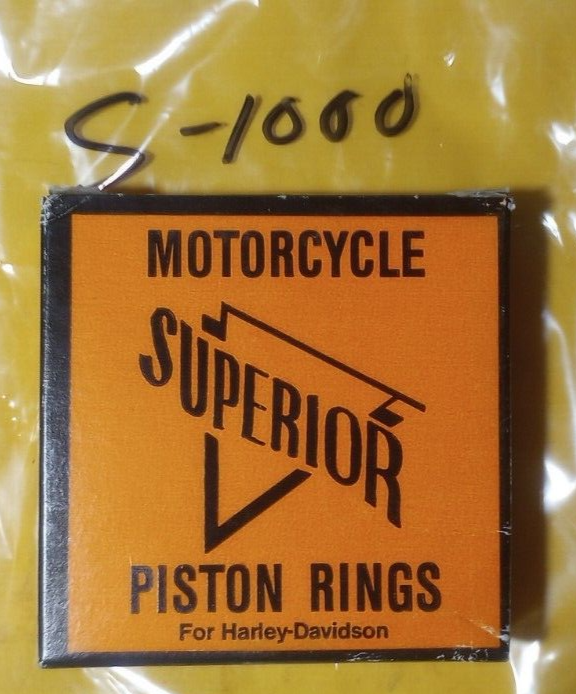 S-1000
MOTORCYCLE
SUPERIOR
PISTON RINGS
For Harley-Davidson